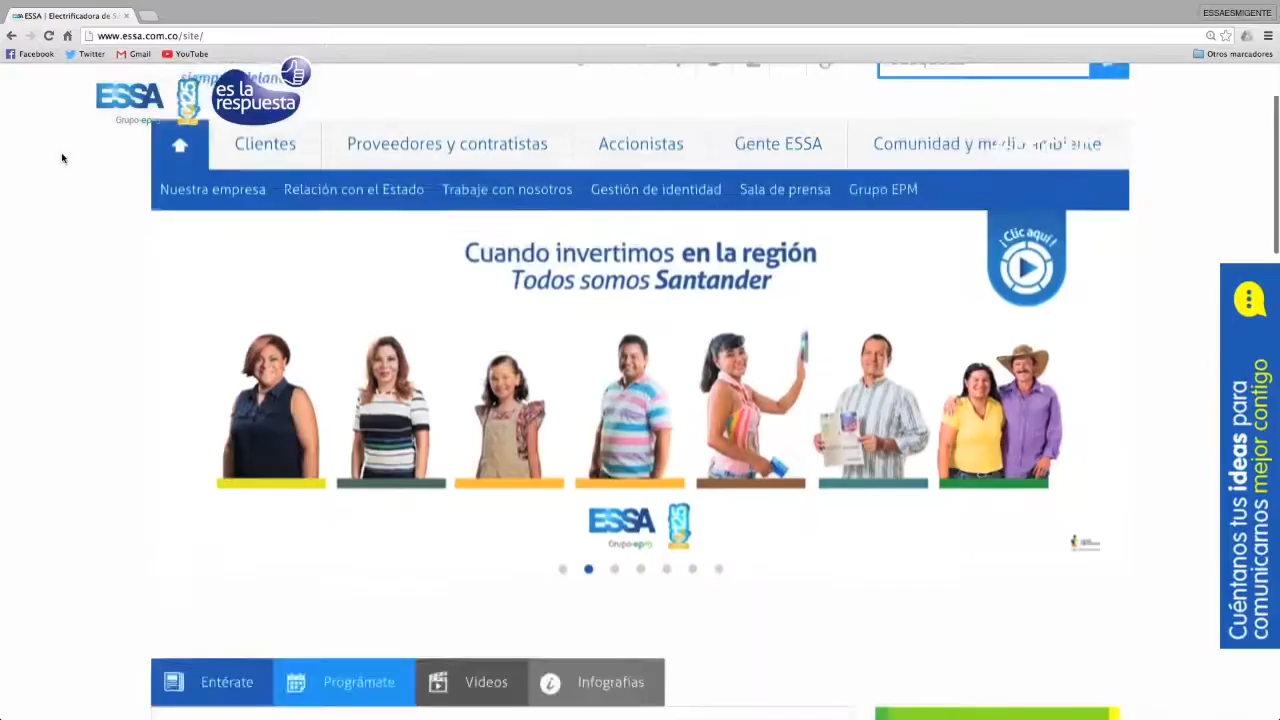 ESSA | Electrificadora de S
ESSAESMIGENTE
www.essa.com.co/site/
Facebook
Twitter
Gmail
YouTube
Otros marcadores
ESSA
Grupo·epm
es la
respuesta
Clientes
Proveedores y contratistas
Accionistas
Gente ESSA
Comunidad y medio ambiente
Nuestra empresa
Relación con el Estado
Trabaje con nosotros
Gestión de identidad
Sala de prensa
Grupo EPM
Cuando invertimos en la región
Todos somos Santander
¡Clic aquí!
ESSA
Grupo·epm
Cuéntanos tus ideas para
comunicarnos mejor contigo
Entérate
Prográmate
Videos
Infografías